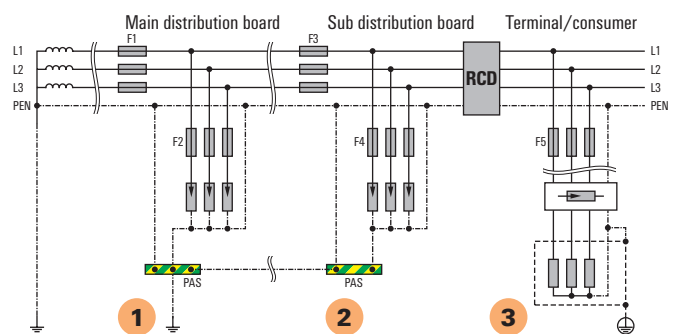 Main distribution board Sub distribution board Terminal/consumer
F1 F3
L1 L1
L2 L2
RCD
L3 L3
PEN PEN
F2 F4 F5
PAS PAS
1 2 3